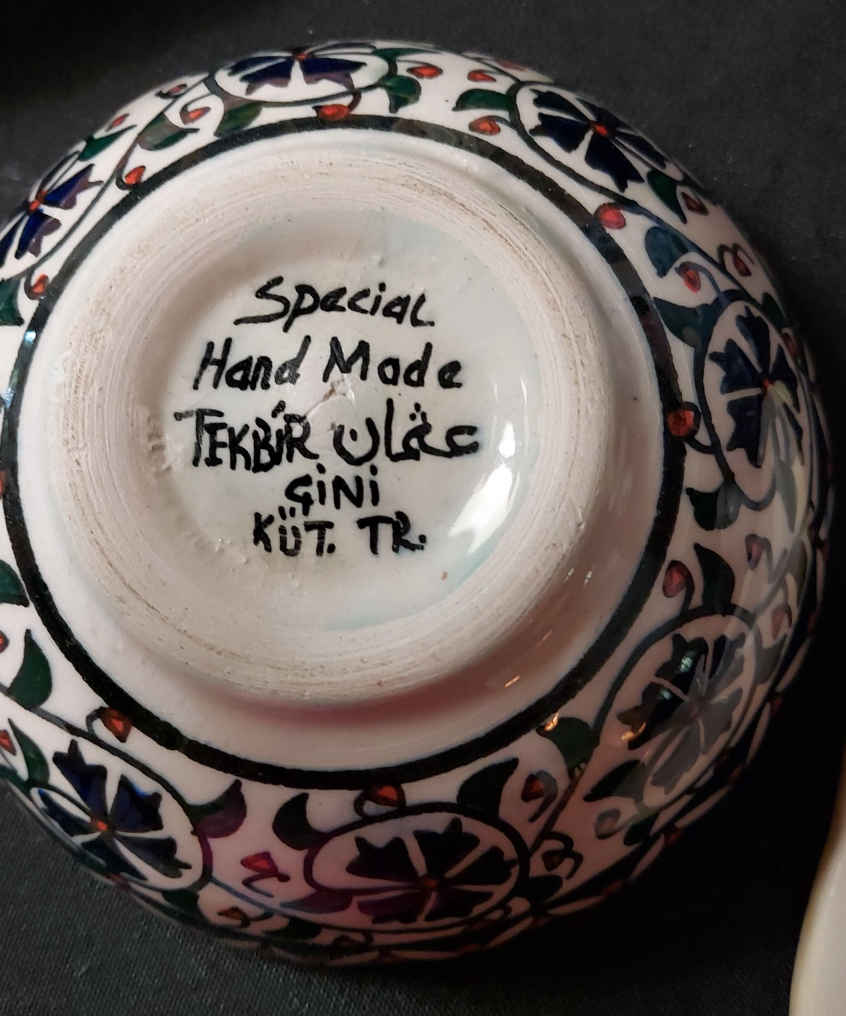 Special
Hand Made
TEKBİR عثمان
ÇİNİ
KÜT. TR.